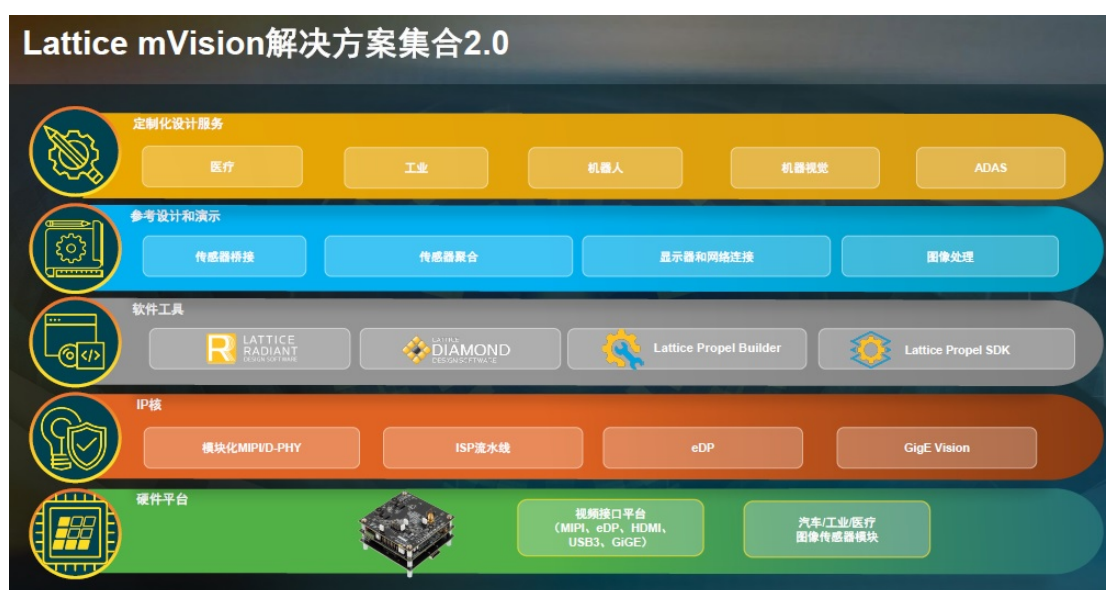 Lattice mVision解决方案集合2.0
定制化设计服务
医疗
工业
机器人
机器视觉
ADAS
参考设计和演示
传感器桥接
传感器聚合
显示器和网络连接
图像处理
软件工具
LATTICE
RADIANT
DESIGN SOFTWARE
LATTICE
DIAMOND
DESIGN SOFTWARE
Lattice Propel Builder
Lattice Propel SDK
IP核
模块化MIPI/D-PHY
ISP流水线
eDP
GigE Vision
硬件平台
视频接口平台
(MIPI、eDP、HDMI、
USB3、GiGE)
汽车/工业/医疗
图像传感器模块